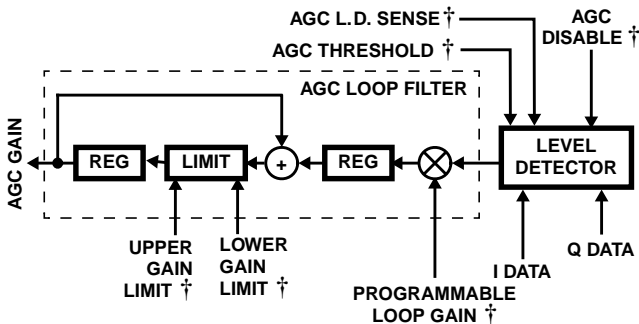 AGC L.D. SENSE †
AGC
DISABLE †
AGC THRESHOLD †
AGC LOOP FILTER
AGC GAIN
REG
LIMIT
+
REG
LEVEL
DETECTOR
UPPER
GAIN
LIMIT †
LOWER
GAIN
LIMIT †
PROGRAMMABLE
LOOP GAIN †
I DATA
Q DATA